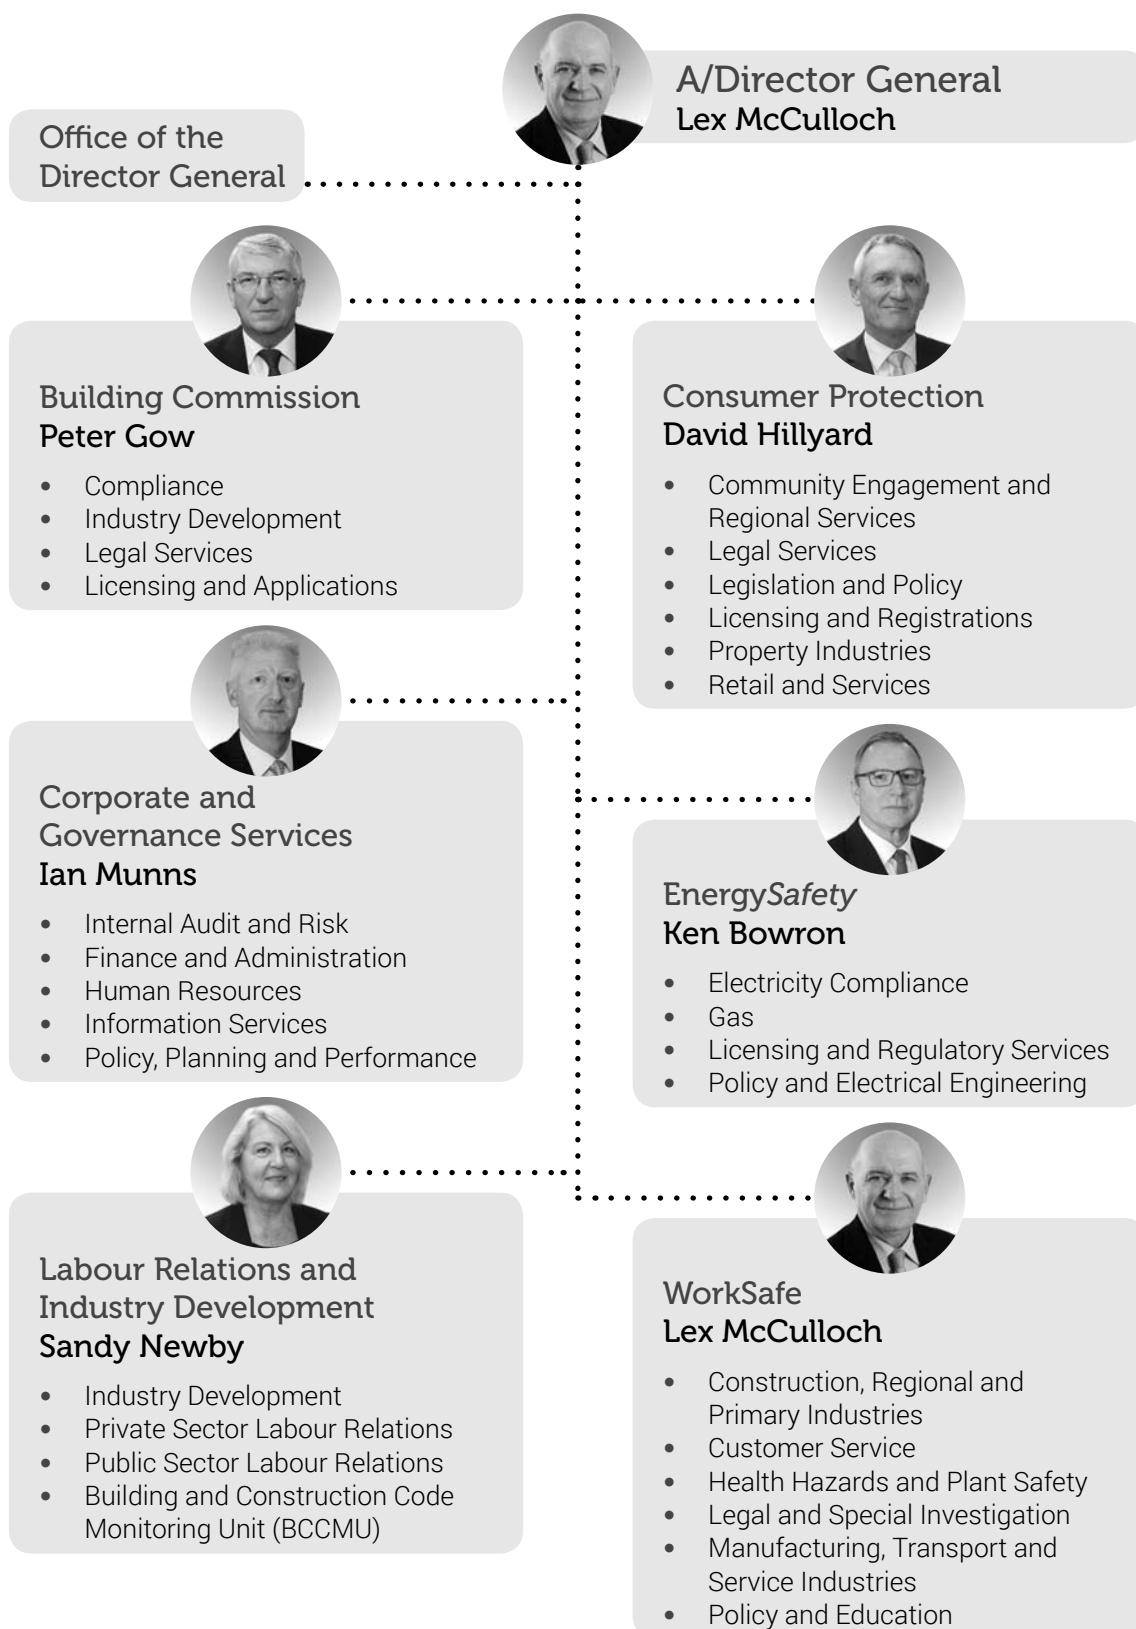 A/Director General
Lex McCulloch
Office of the
Director General
Building Commission
Peter Gow
• Compliance
• Industry Development
• Legal Services
• Licensing and Applications
Consumer Protection
David Hillyard
• Community Engagement and
Regional Services
• Legal Services
• Legislation and Policy
• Licensing and Registrations
• Property Industries
• Retail and Services
Corporate and
Governance Services
Ian Munns
• Internal Audit and Risk
• Finance and Administration
• Human Resources
• Information Services
• Policy, Planning and Performance
EnergySafety
Ken Bowron
• Electricity Compliance
• Gas
• Licensing and Regulatory Services
• Policy and Electrical Engineering
Labour Relations and
Industry Development
Sandy Newby
• Industry Development
• Private Sector Labour Relations
• Public Sector Labour Relations
• Building and Construction Code
Monitoring Unit (BCCMU)
WorkSafe
Lex McCulloch
• Construction, Regional and
Primary Industries
• Customer Service
• Health Hazards and Plant Safety
• Legal and Special Investigation
• Manufacturing, Transport and
Service Industries
• Policy and Education